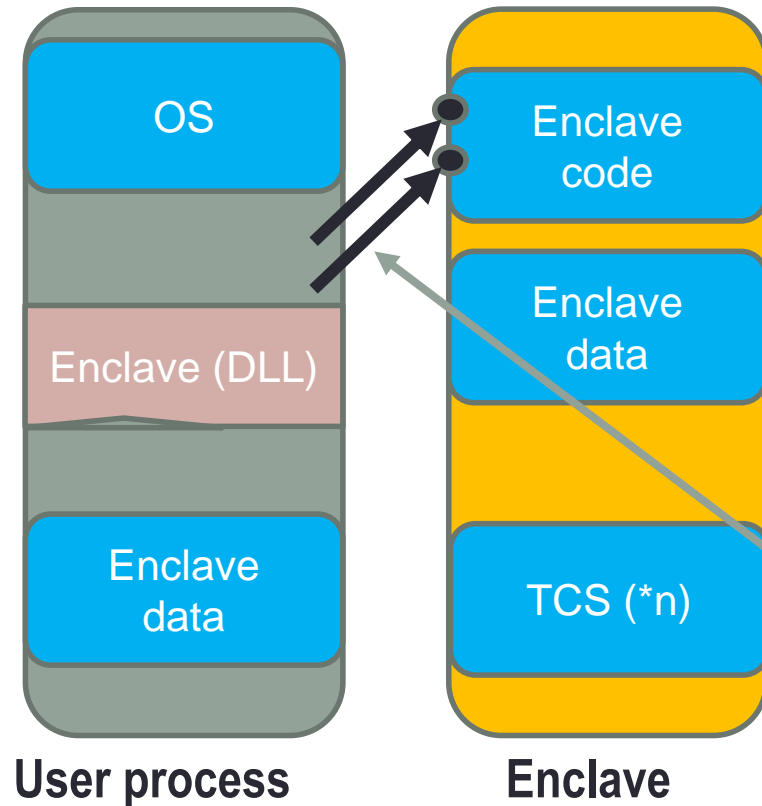 OS
Enclave (DLL)
Enclave
data
User process
Enclave
code
Enclave
data
TCS (*n)
Enclave